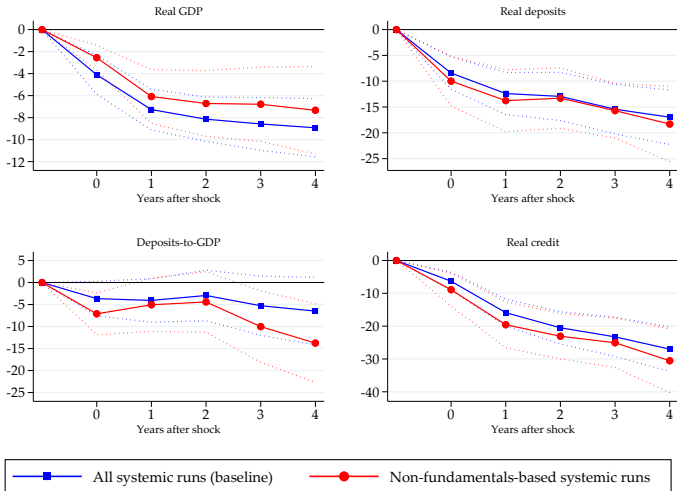 Real GDP
0
-2
-4
-6
-8
-10
-12
0 1 2 3 4
Years after shock
Real deposits
0
-5
-10
-15
-20
-25
0 1 2 3 4
Years after shock
Deposits-to-GDP
5
0
-5
-10
-15
-20
-25
0 1 2 3 4
Years after shock
Real credit
0
-10
-20
-30
-40
0 1 2 3 4
Years after shock
All systemic runs (baseline) Non-fundamentals-based systemic runs